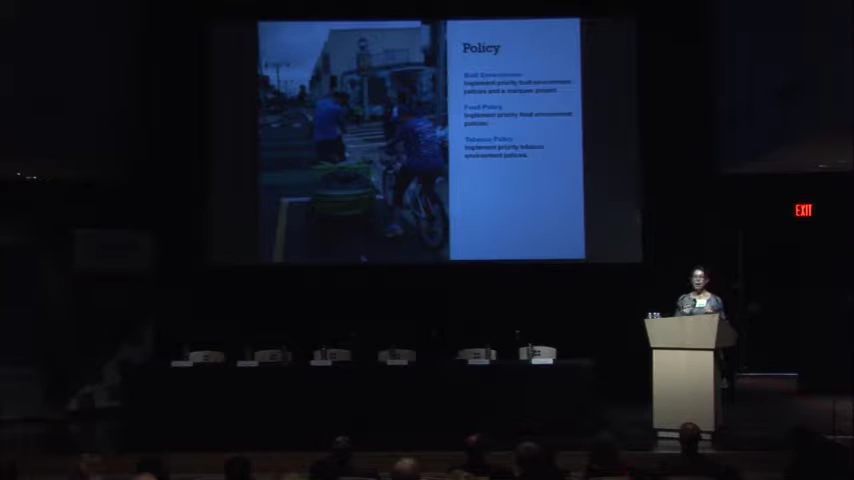 Policy
Built Environment
Implement priority built environment
policies and a marquee project.
Food Policy
Implement priority food environment
policies.
Tobacco Policy
Implement priority tobacco
environment policies.
EXIT